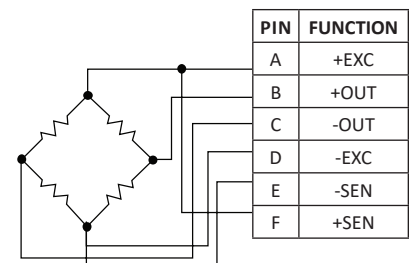 PIN FUNCTION
A +EXC
B +OUT
C -OUT
D -EXC
E -SEN
F +SEN